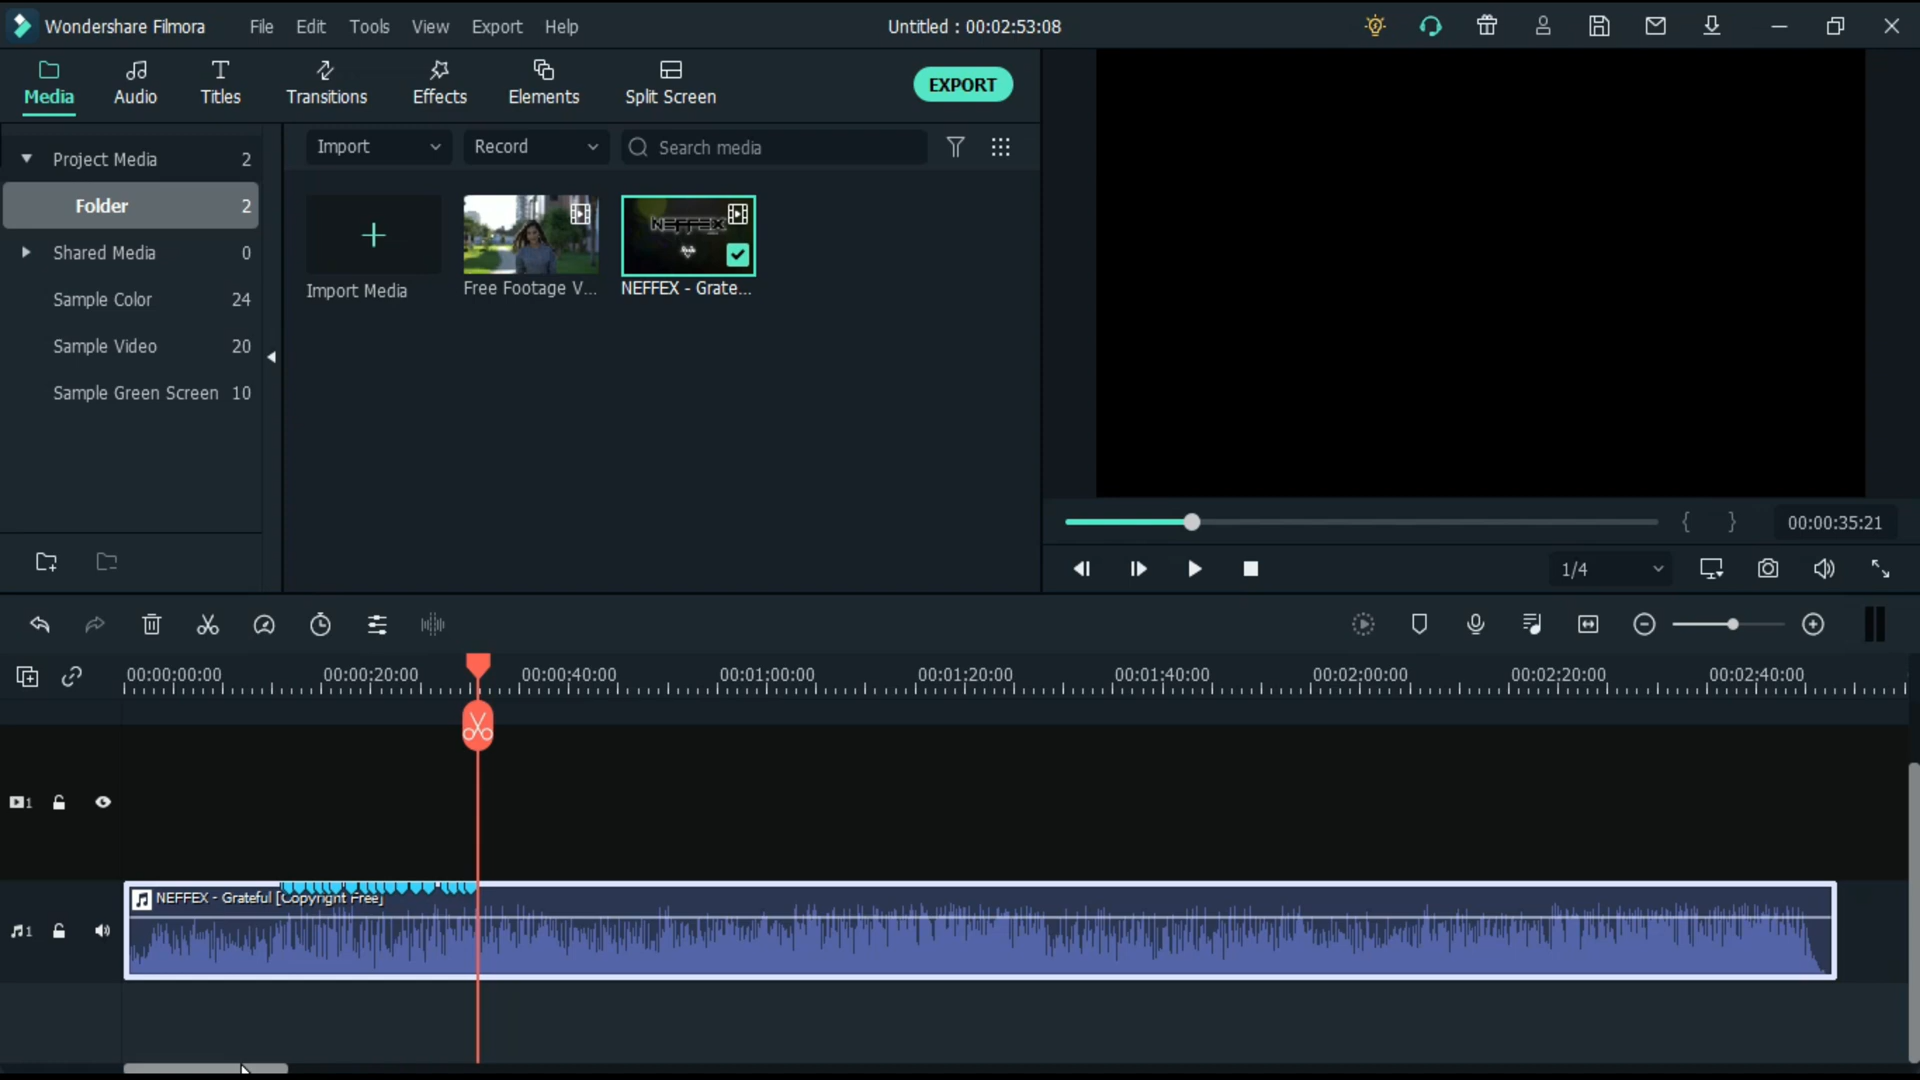 Wondershare Filmora File Edit Tools View Export Help Untitled : 00:02:53:08
Media Audio Titles Transitions Effects Elements Split Screen EXPORT
Project Media 2
Folder 2
Shared Media 0
Sample Color 24
Sample Video 20
Sample Green Screen 10
Import Record Search media
NEFFEX
Import Media Free Footage V... NEFFEX - Grate...
{ } 00:00:35:21
1/4
00:00:00:00 00:00:20:00 00:00:40:00 00:01:00:00 00:01:20:00 00:01:40:00 00:02:00:00 00:02:20:00 00:02:40:00
1
NEFFEX - Grateful [Copyright Free]
1